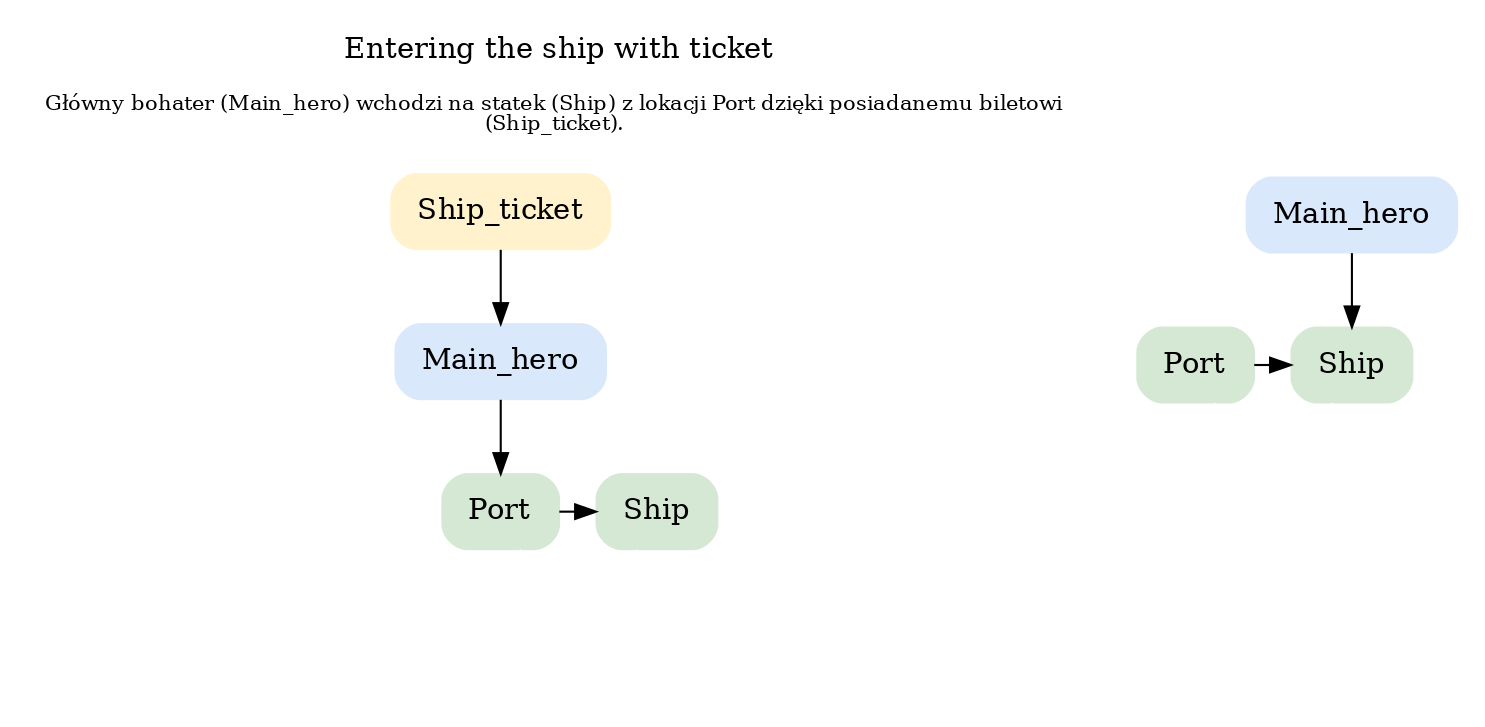 Entering the ship with ticket
Główny bohater (Main_hero) wchodzi na statek (Ship) z lokacji Port dzięki posiadanemu biletowi
(Ship_ticket).
Ship_ticket
Main_hero
Port
Ship
Main_hero
Port
Ship